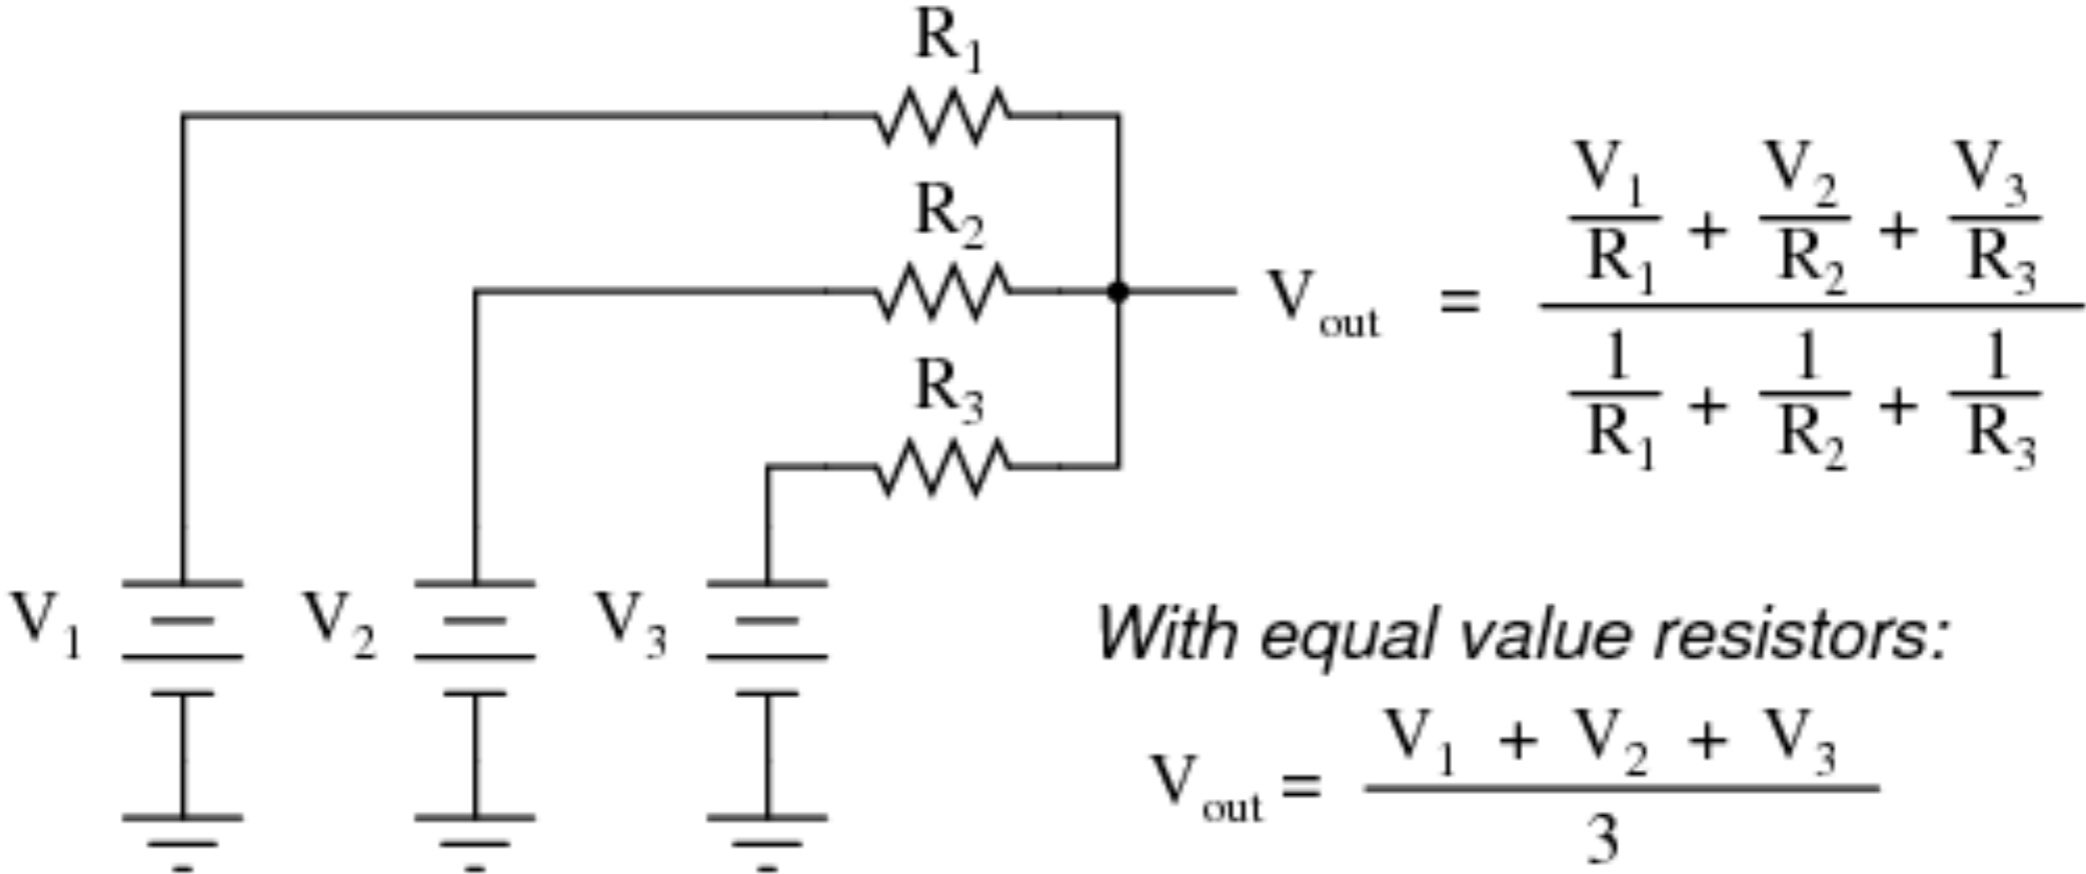 R1
R2
R3
V1
V2
V3
Vout = (V1/R1 + V2/R2 + V3/R3) / (1/R1 + 1/R2 + 1/R3)
With equal value resistors:
Vout = (V1 + V2 + V3) / 3